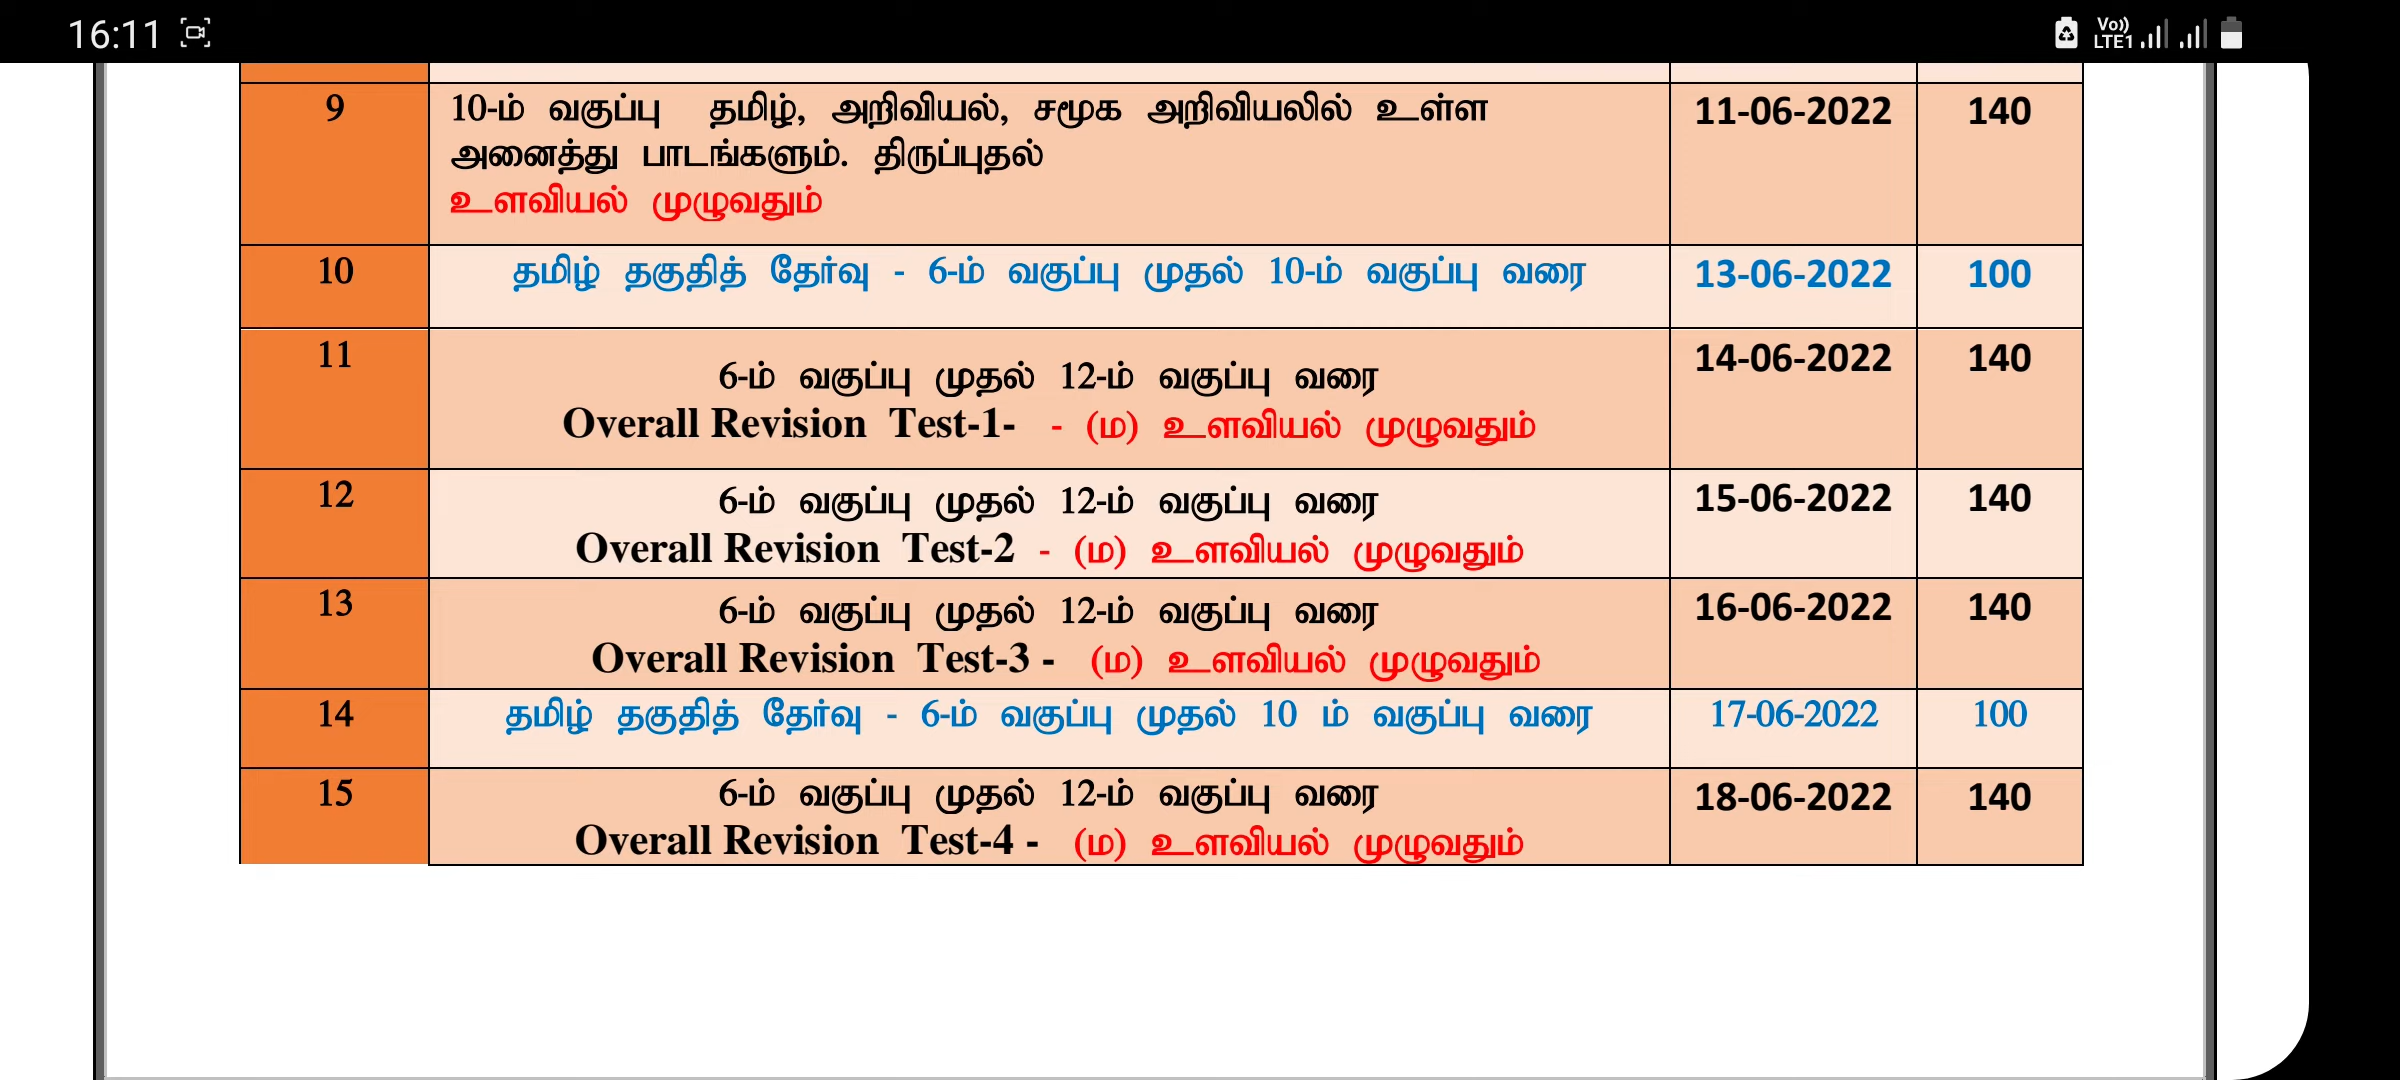 16:11
Vo)) LTE1
9 10-ம் வகுப்பு தமிழ், அறிவியல், சமூக அறிவியலில் உள்ள 11-06-2022 140
அனைத்து பாடங்களும். திருப்புதல்
உளவியல் முழுவதும்
10 தமிழ் தகுதித் தேர்வு - 6-ம் வகுப்பு முதல் 10-ம் வகுப்பு வரை 13-06-2022 100
11 14-06-2022 140
6-ம் வகுப்பு முதல் 12-ம் வகுப்பு வரை
Overall Revision Test-1- - (ம) உளவியல் முழுவதும்
12 6-ம் வகுப்பு முதல் 12-ம் வகுப்பு வரை 15-06-2022 140
Overall Revision Test-2 - (ம) உளவியல் முழுவதும்
13 6-ம் வகுப்பு முதல் 12-ம் வகுப்பு வரை 16-06-2022 140
Overall Revision Test-3 - (ம) உளவியல் முழுவதும்
14 தமிழ் தகுதித் தேர்வு - 6-ம் வகுப்பு முதல் 10 ம் வகுப்பு வரை 17-06-2022 100
15 6-ம் வகுப்பு முதல் 12-ம் வகுப்பு வரை 18-06-2022 140
Overall Revision Test-4 - (ம) உளவியல் முழுவதும்